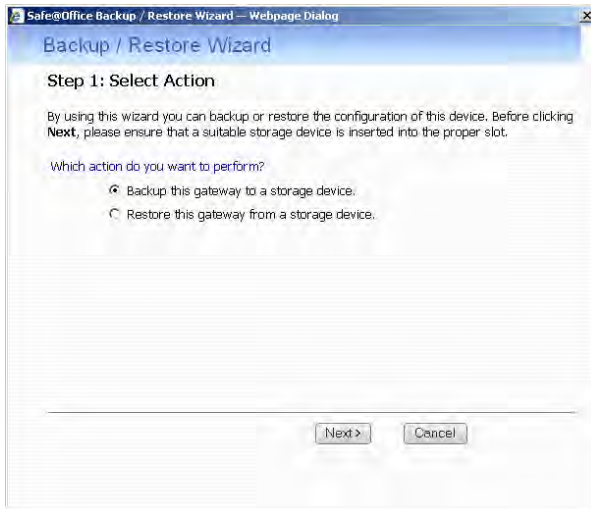 Safe@Office Backup / Restore Wizard -- Webpage Dialog
Backup / Restore Wizard
Step 1: Select Action
By using this wizard you can backup or restore the configuration of this device. Before clicking
Next, please ensure that a suitable storage device is inserted into the proper slot.
Which action do you want to perform?
Backup this gateway to a storage device.
Restore this gateway from a storage device.
Next > Cancel